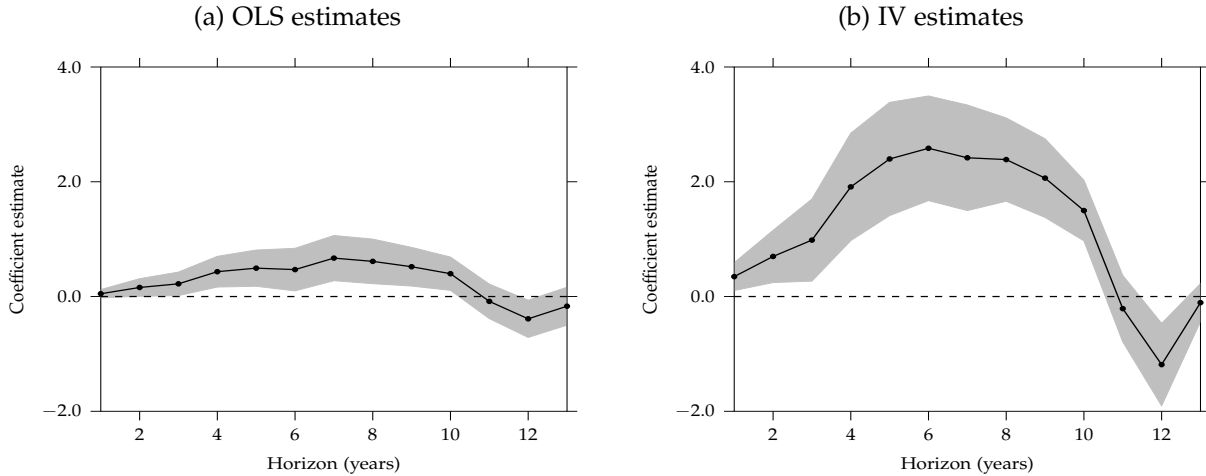 (a) OLS estimates
4.0
2.0
0.0
−2.0
Coefficient estimate
2 4 6 8 10 12
Horizon (years)
(b) IV estimates
4.0
2.0
0.0
−2.0
Coefficient estimate
2 4 6 8 10 12
Horizon (years)